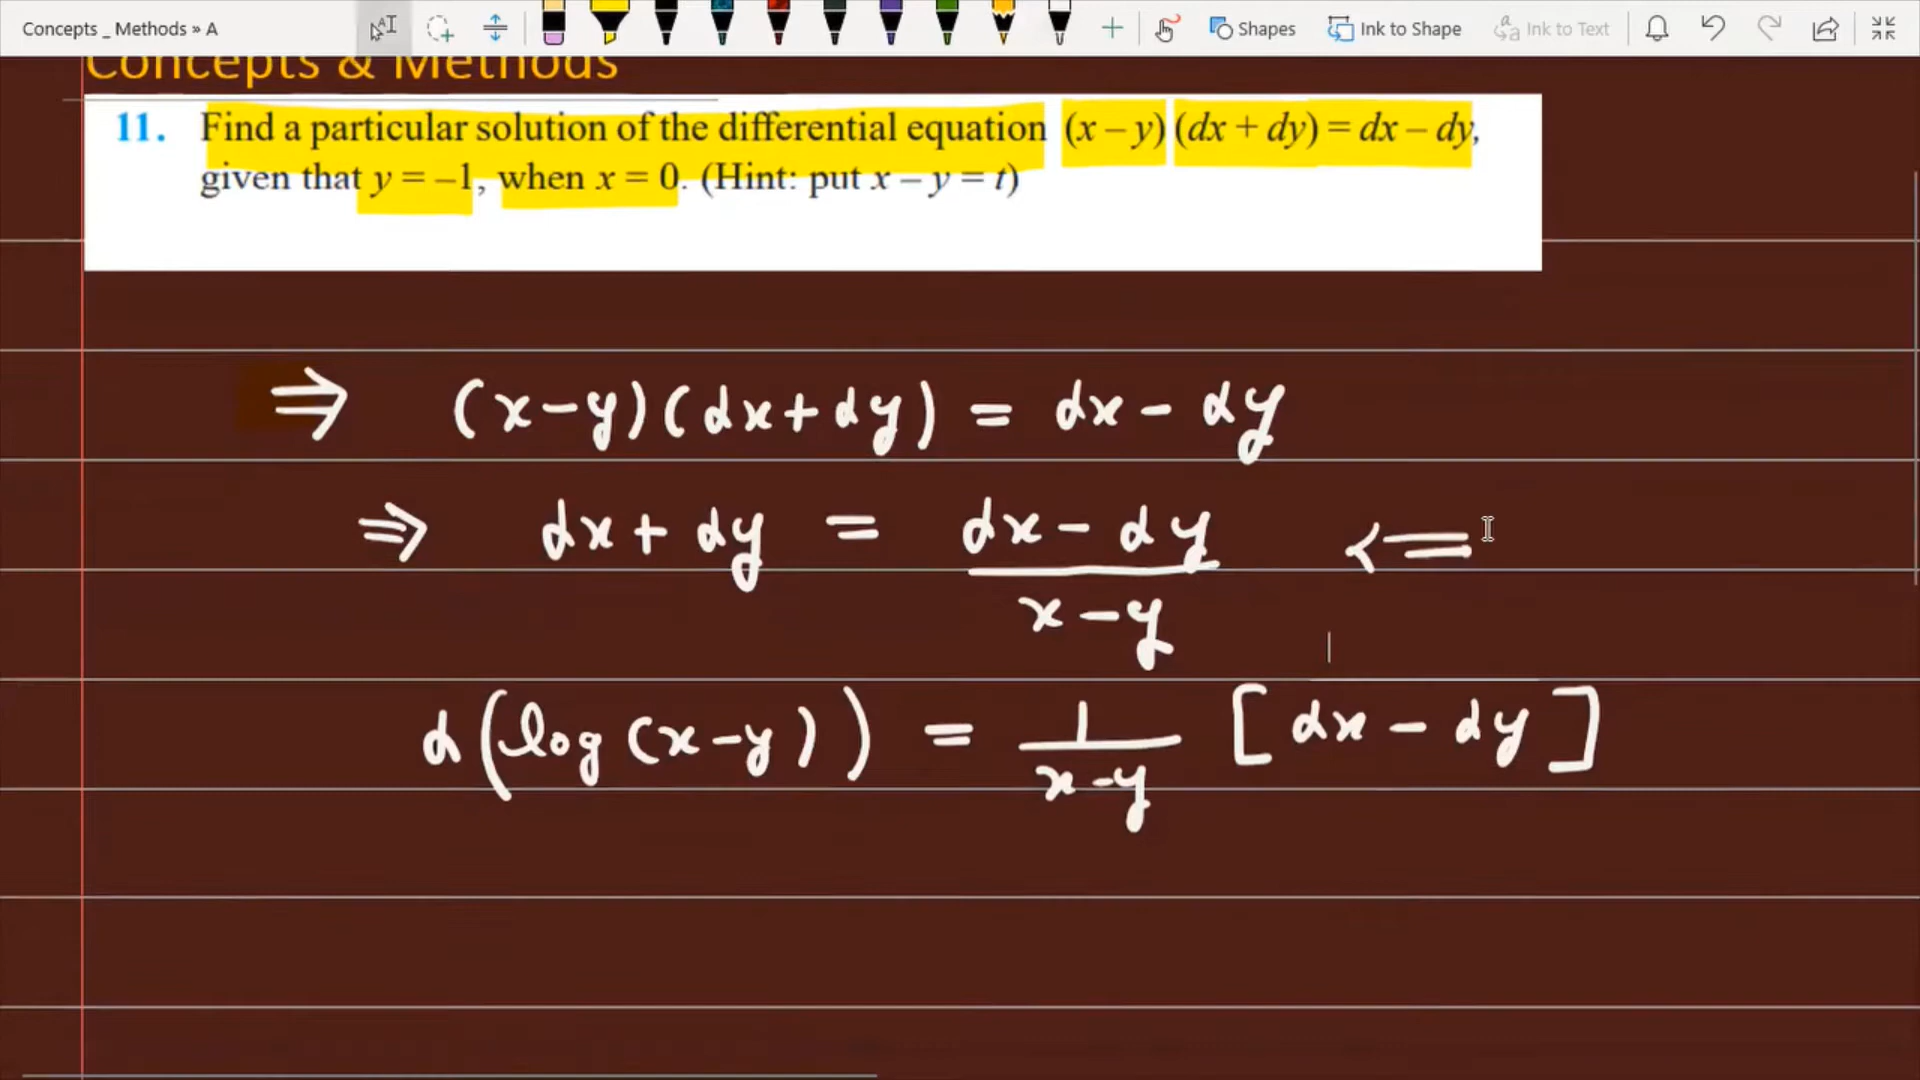 Concepts _ Methods » A
Shapes
Ink to Shape
Ink to Text
Concepts & Methods
11. Find a particular solution of the differential equation (x – y) (dx + dy) = dx – dy,
given that y = –1, when x = 0. (Hint: put x – y = t)
⇒ (x-y)(dx+dy) = dx - dy
⇒ dx + dy = dx - dy <=
x - y
d(log(x-y)) = 1/(x-y) [dx - dy]